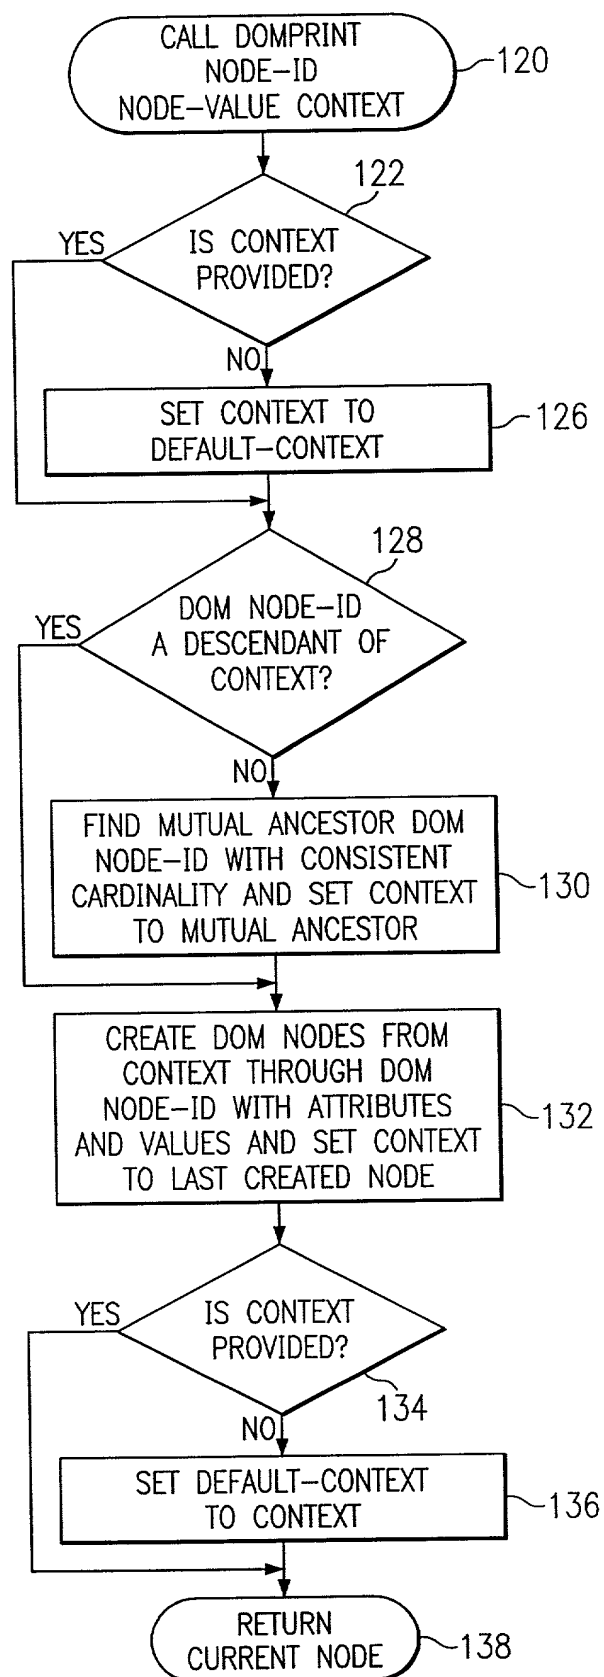 CALL DOMPRINT
NODE-ID
NODE-VALUE CONTEXT
120
122
IS CONTEXT
PROVIDED?
YES
NO
SET CONTEXT TO
DEFAULT-CONTEXT
126
128
DOM NODE-ID
A DESCENDANT OF
CONTEXT?
YES
NO
FIND MUTUAL ANCESTOR DOM
NODE-ID WITH CONSISTENT
CARDINALITY AND SET CONTEXT
TO MUTUAL ANCESTOR
130
CREATE DOM NODES FROM
CONTEXT THROUGH DOM
NODE-ID WITH ATTRIBUTES
AND VALUES AND SET CONTEXT
TO LAST CREATED NODE
132
YES
IS CONTEXT
PROVIDED?
134
NO
SET DEFAULT-CONTEXT
TO CONTEXT
136
RETURN
CURRENT NODE
138